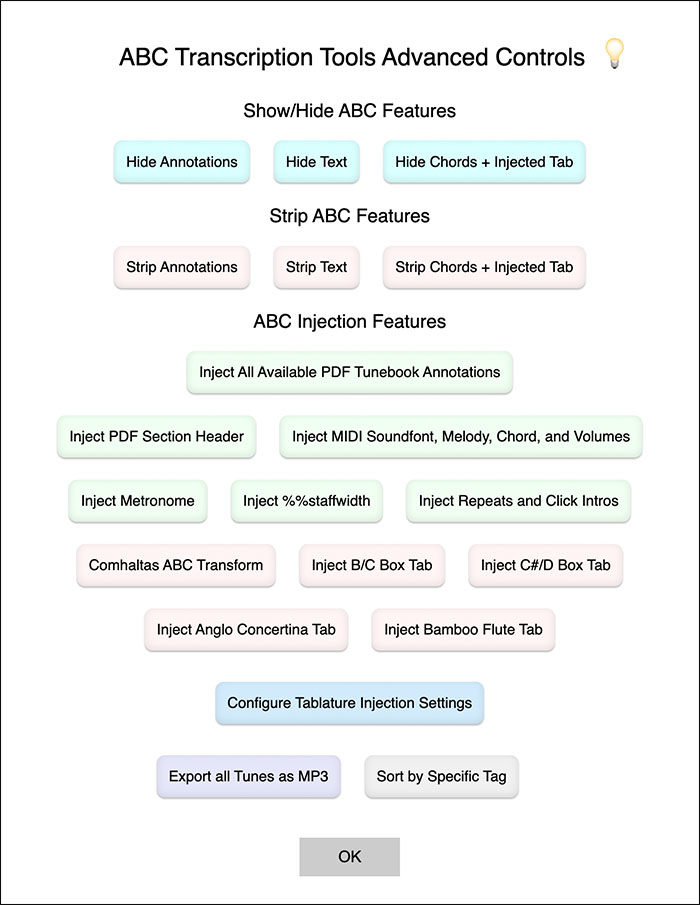 ABC Transcription Tools Advanced Controls
Show/Hide ABC Features
Hide Annotations Hide Text Hide Chords + Injected Tab
Strip ABC Features
Strip Annotations Strip Text Strip Chords + Injected Tab
ABC Injection Features
Inject All Available PDF Tunebook Annotations
Inject PDF Section Header Inject MIDI Soundfont, Melody, Chord, and Volumes
Inject Metronome Inject %%staffwidth Inject Repeats and Click Intros
Comhaltas ABC Transform Inject B/C Box Tab Inject C#/D Box Tab
Inject Anglo Concertina Tab Inject Bamboo Flute Tab
Configure Tablature Injection Settings
Export all Tunes as MP3 Sort by Specific Tag
OK